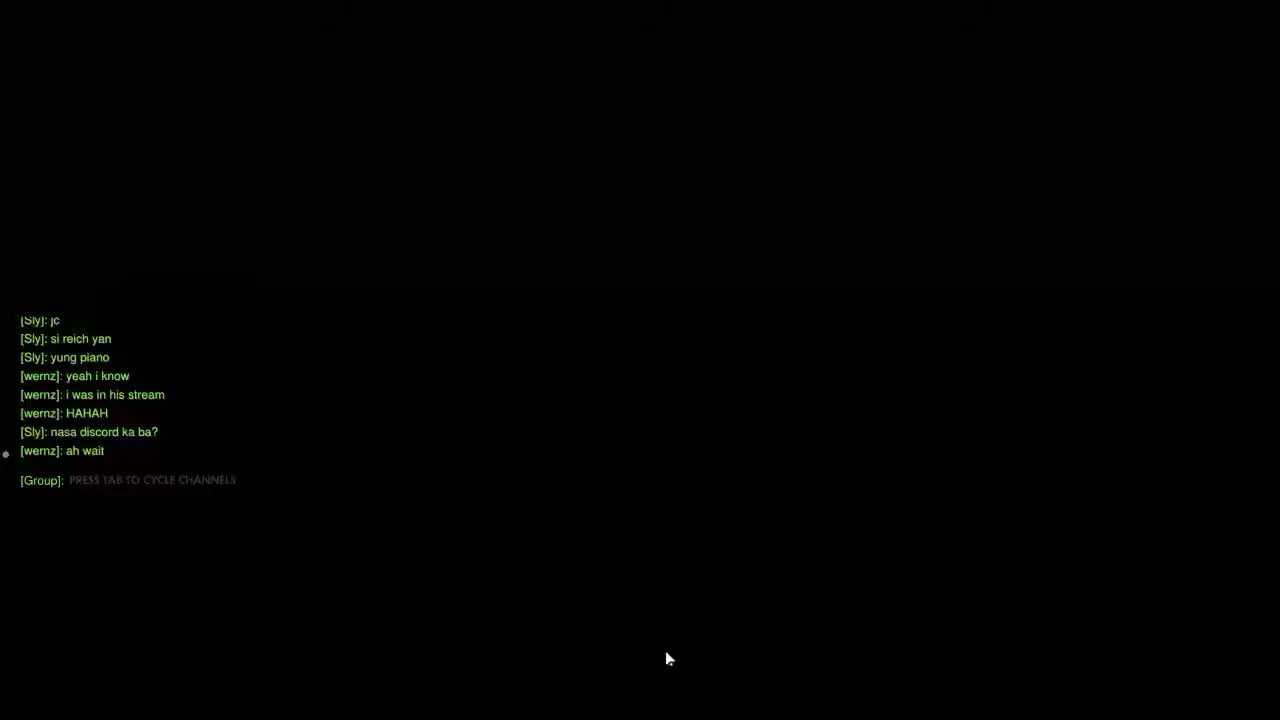 [Sly]: jc
[Sly]: si reich yan
[Sly]: yung piano
[wernz]: yeah i know
[wernz]: i was in his stream
[wernz]: HAHAH
[Sly]: nasa discord ka ba?
[wernz]: ah wait
[Group]: PRESS TAB TO CYCLE CHANNELS